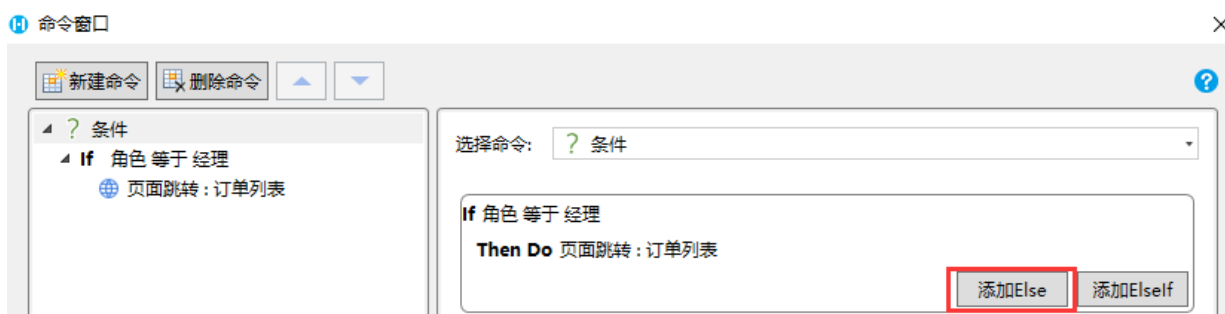 命令窗口
新建命令 删除命令
条件
If 角色 等于 经理
页面跳转 : 订单列表
选择命令: 条件
If 角色 等于 经理
Then Do 页面跳转 : 订单列表
添加Else 添加ElseIf